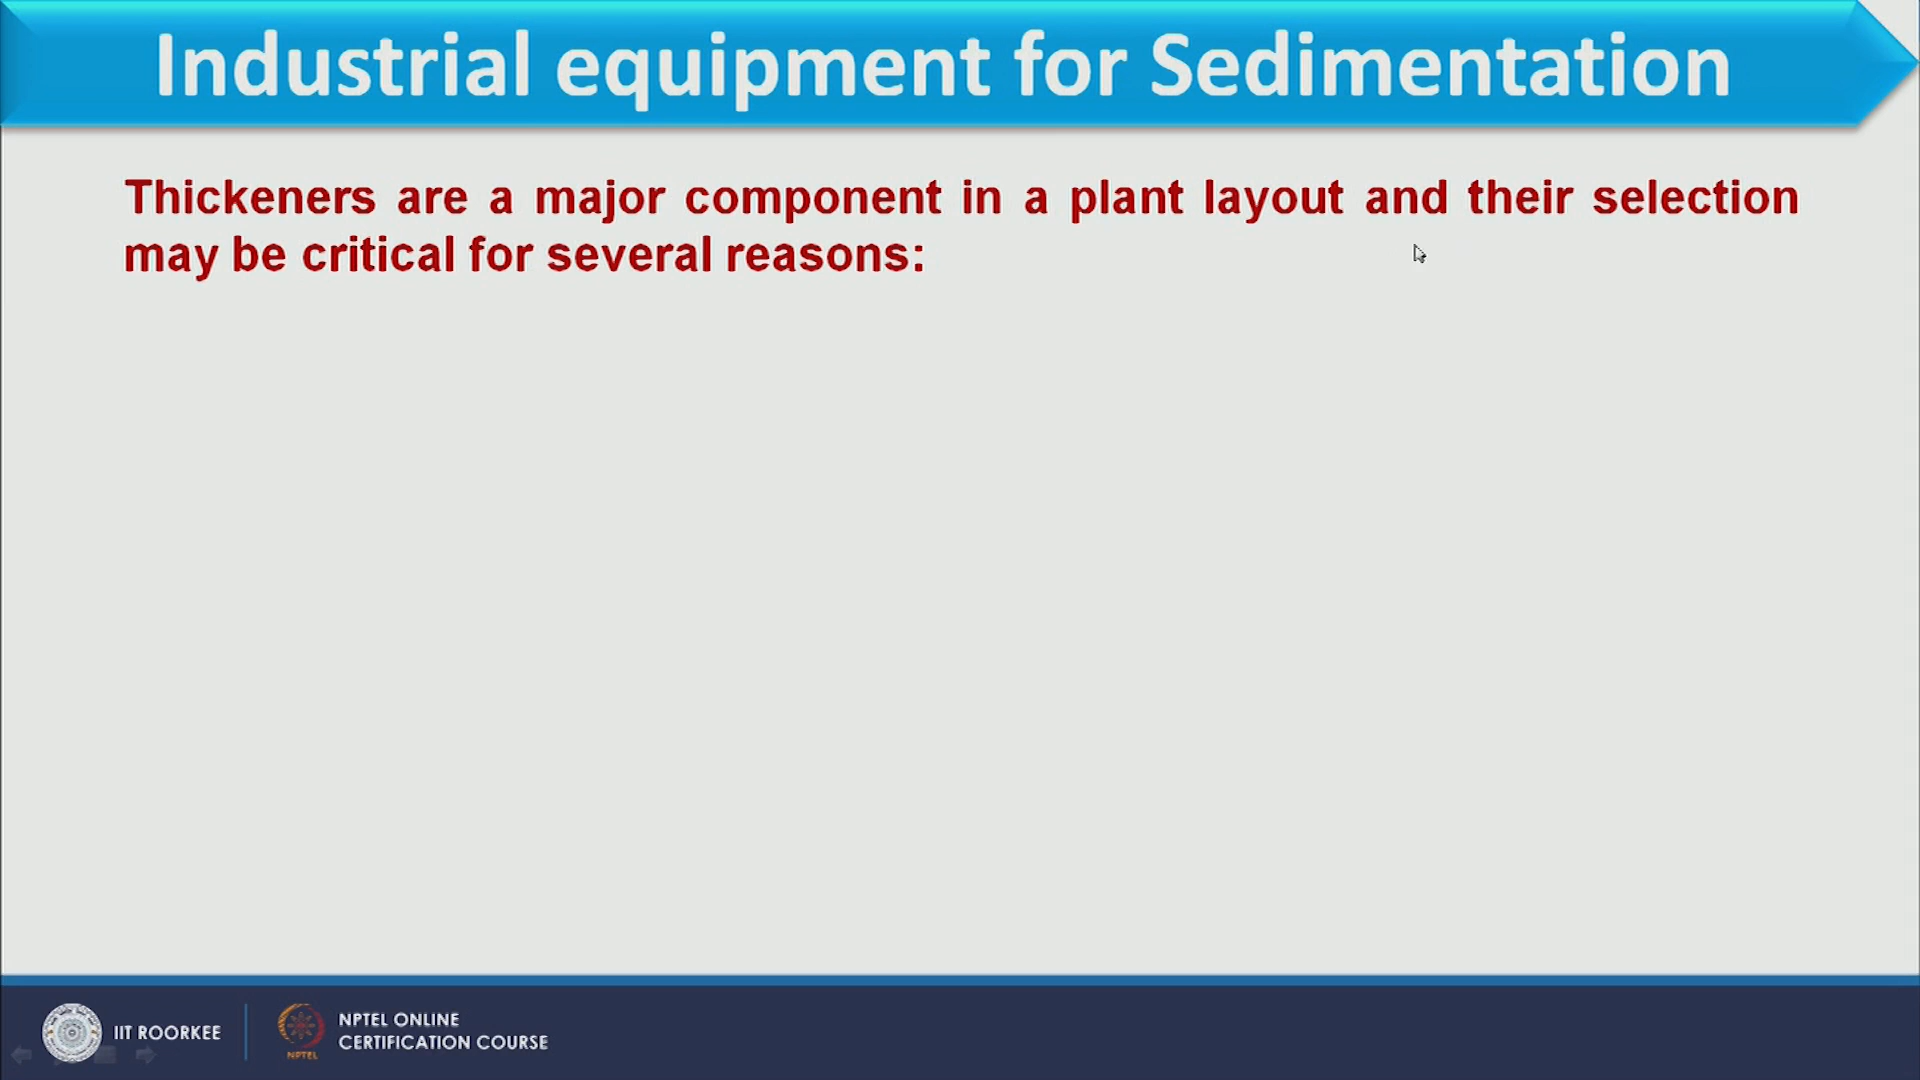 Industrial equipment for Sedimentation
Thickeners are a major component in a plant layout and their selection
may be critical for several reasons:
IIT ROORKEE
NPTEL
NPTEL ONLINE
CERTIFICATION COURSE